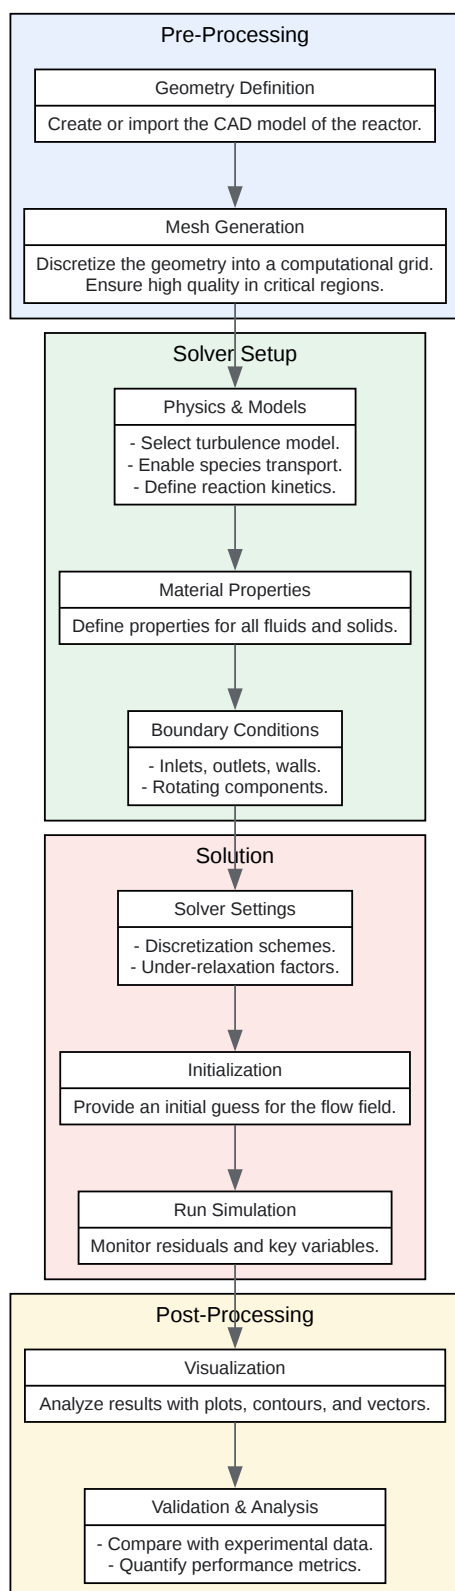 Pre-Processing
Geometry Definition
Create or import the CAD model of the reactor.
Mesh Generation
Discretize the geometry into a computational grid.
Ensure high quality in critical regions.
Solver Setup
Physics & Models
- Select turbulence model.
- Enable species transport.
- Define reaction kinetics.
Material Properties
Define properties for all fluids and solids.
Boundary Conditions
- Inlets, outlets, walls.
- Rotating components.
Solution
Solver Settings
- Discretization schemes.
- Under-relaxation factors.
Initialization
Provide an initial guess for the flow field.
Run Simulation
Monitor residuals and key variables.
Post-Processing
Visualization
Analyze results with plots, contours, and vectors.
Validation & Analysis
- Compare with experimental data.
- Quantify performance metrics.